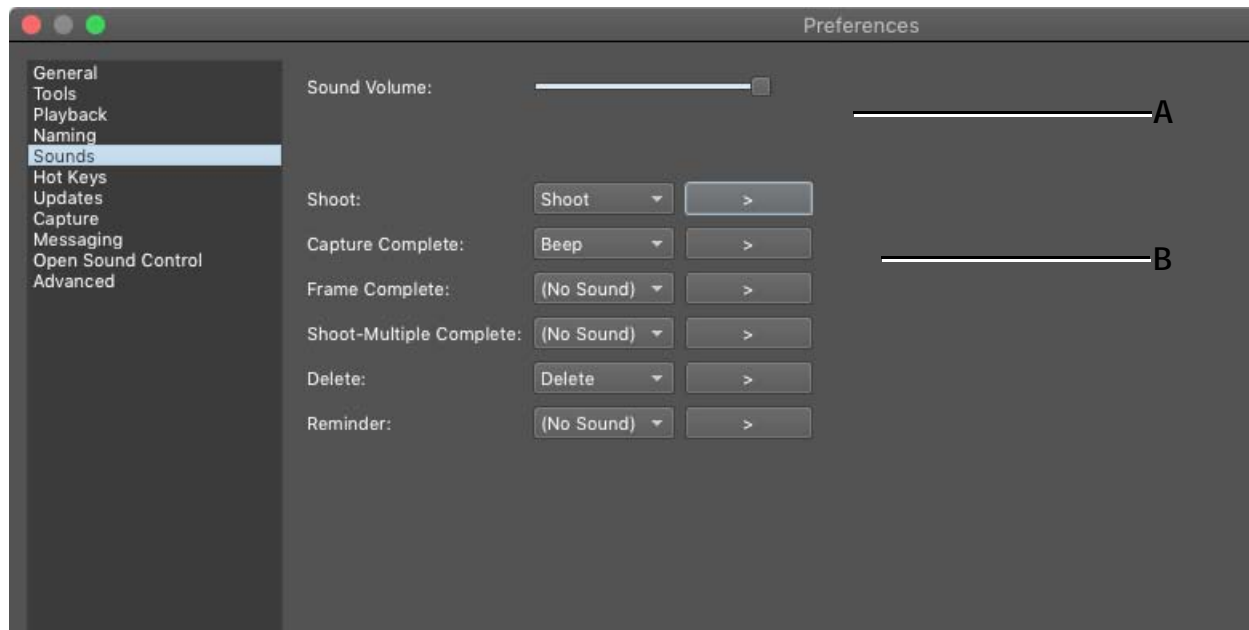 Preferences
General
Tools
Playback
Naming
Sounds
Hot Keys
Updates
Capture
Messaging
Open Sound Control
Advanced
Sound Volume:
A
Shoot: Shoot >
Capture Complete: Beep >
B
Frame Complete: (No Sound) >
Shoot-Multiple Complete: (No Sound) >
Delete: Delete >
Reminder: (No Sound) >